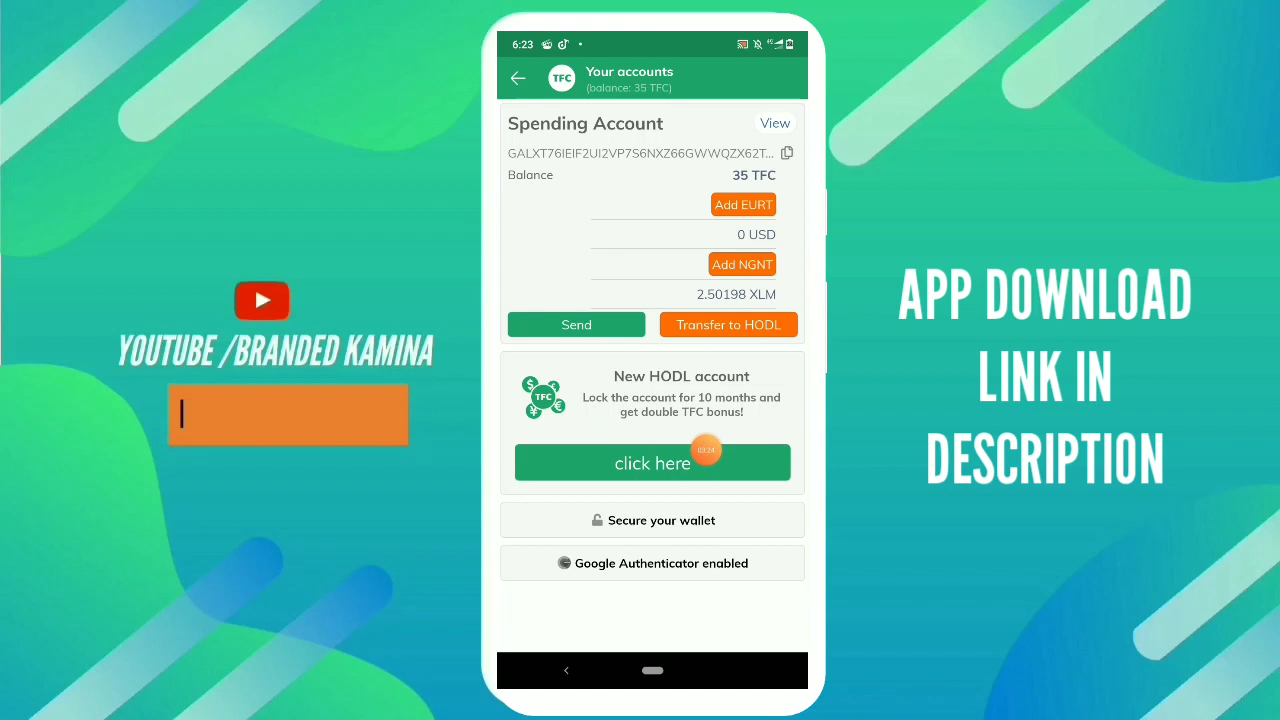 YOUTUBE /BRANDED KAMINA
6:23
TFC
Your accounts
(balance: 35 TFC)
Spending Account
View
GALXT76IEIF2UI2VP7S6NXZ66GWWQZX62T...
Balance
35 TFC
Add EURT
0 USD
Add NGNT
2.50198 XLM
Send
Transfer to HODL
TFC
New HODL account
Lock the account for 10 months and
get double TFC bonus!
click here
Secure your wallet
Google Authenticator enabled
APP DOWNLOAD
LINK IN
DESCRIPTION